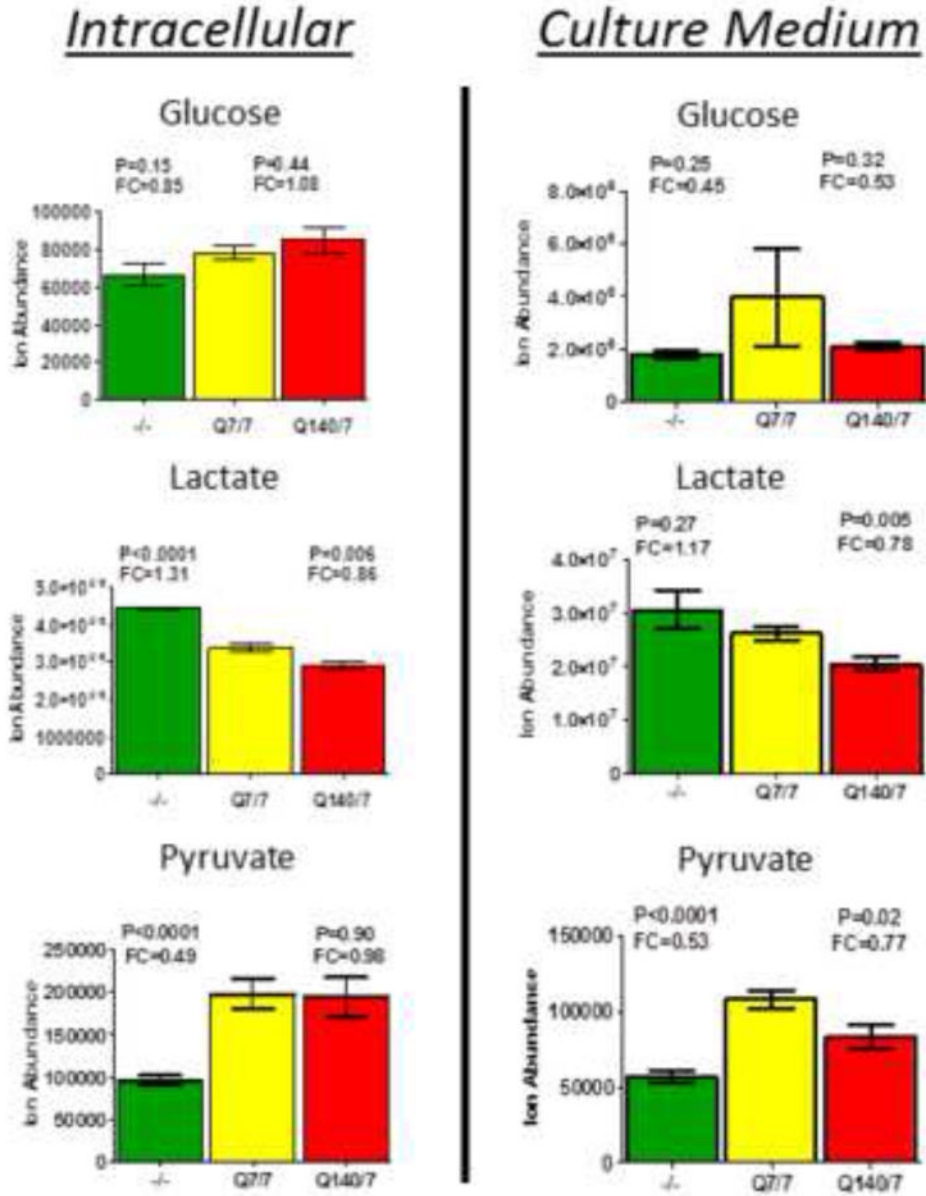 Intracellular
Glucose
P=0.15
FC=0.85
P=0.44
FC=1.08
Ion Abundance
100000
80000
60000
40000
20000
0
-/-
Q7/7
Q140/7
Lactate
P<0.0001
FC=1.31
P=0.006
FC=0.86
Ion Abundance
1000000
0
-/-
Q7/7
Q140/7
Pyruvate
P<0.0001
FC=0.49
P=0.90
FC=0.98
Ion Abundance
250000
200000
150000
100000
50000
0
-/-
Q7/7
Q140/7
Culture Medium
Glucose
P=0.25
FC=0.45
P=0.32
FC=0.53
Ion Abundance
0
-/-
Q7/7
Q140/7
Lactate
P=0.27
FC=1.17
P=0.005
FC=0.78
Ion Abundance
4.0x10⁷
3.0x10⁷
2.0x10⁷
1.0x10⁷
0
-/-
Q7/7
Q140/7
Pyruvate
P<0.0001
FC=0.53
P=0.02
FC=0.77
Ion Abundance
150000
100000
50000
0
-/-
Q7/7
Q140/7